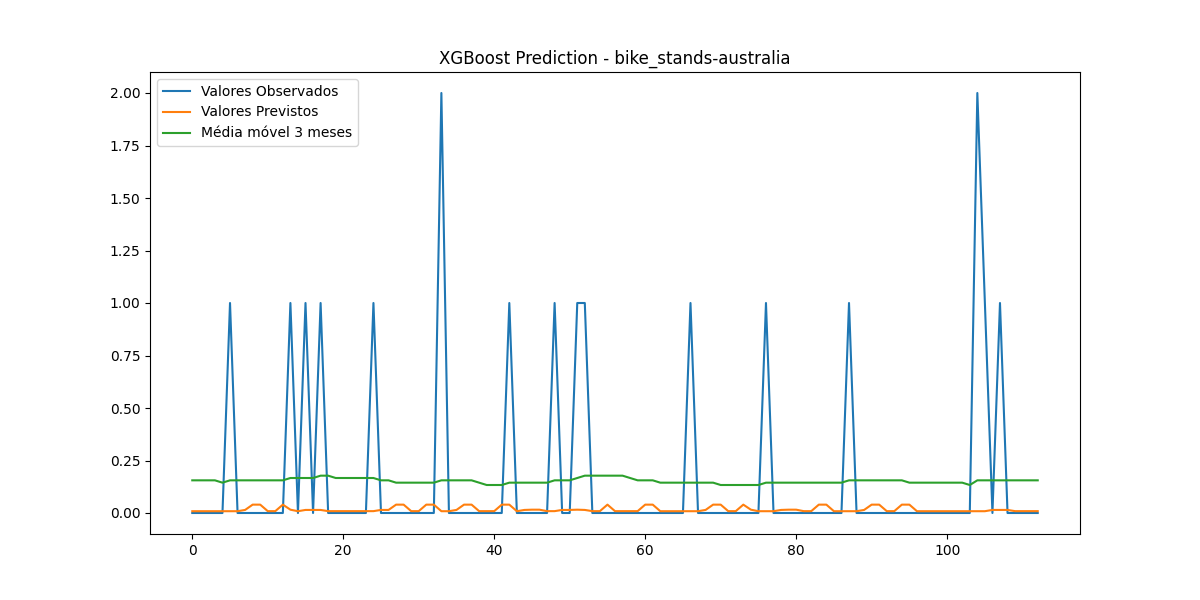 XGBoost Prediction - bike_stands-australia
Valores Observados
Valores Previstos
Média móvel 3 meses
2.00
1.75
1.50
1.25
1.00
0.75
0.50
0.25
0.00
0 20 40 60 80 100